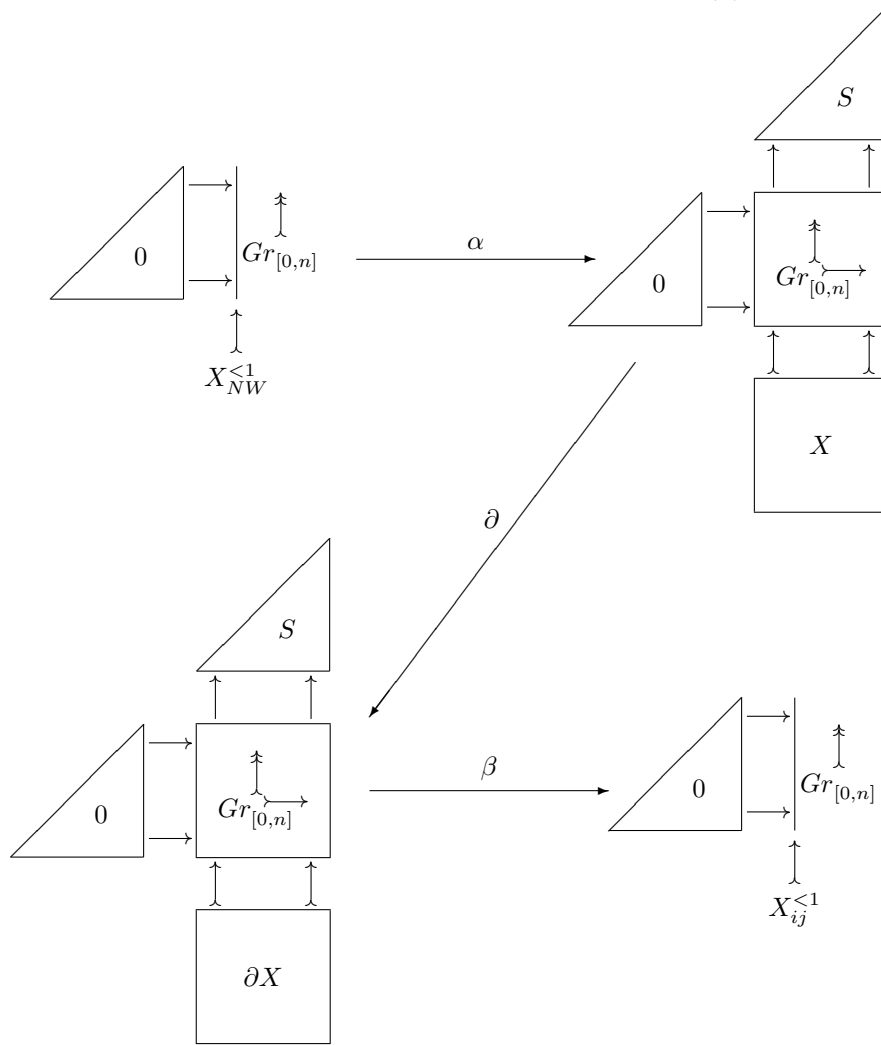 S
0
Gr_{[0,n]}
α
0
Gr_{[0,n]}
X_{NW}^{<1}
X
∂
S
0
Gr_{[0,n]}
β
0
Gr_{[0,n]}
X_{ij}^{<1}
∂X